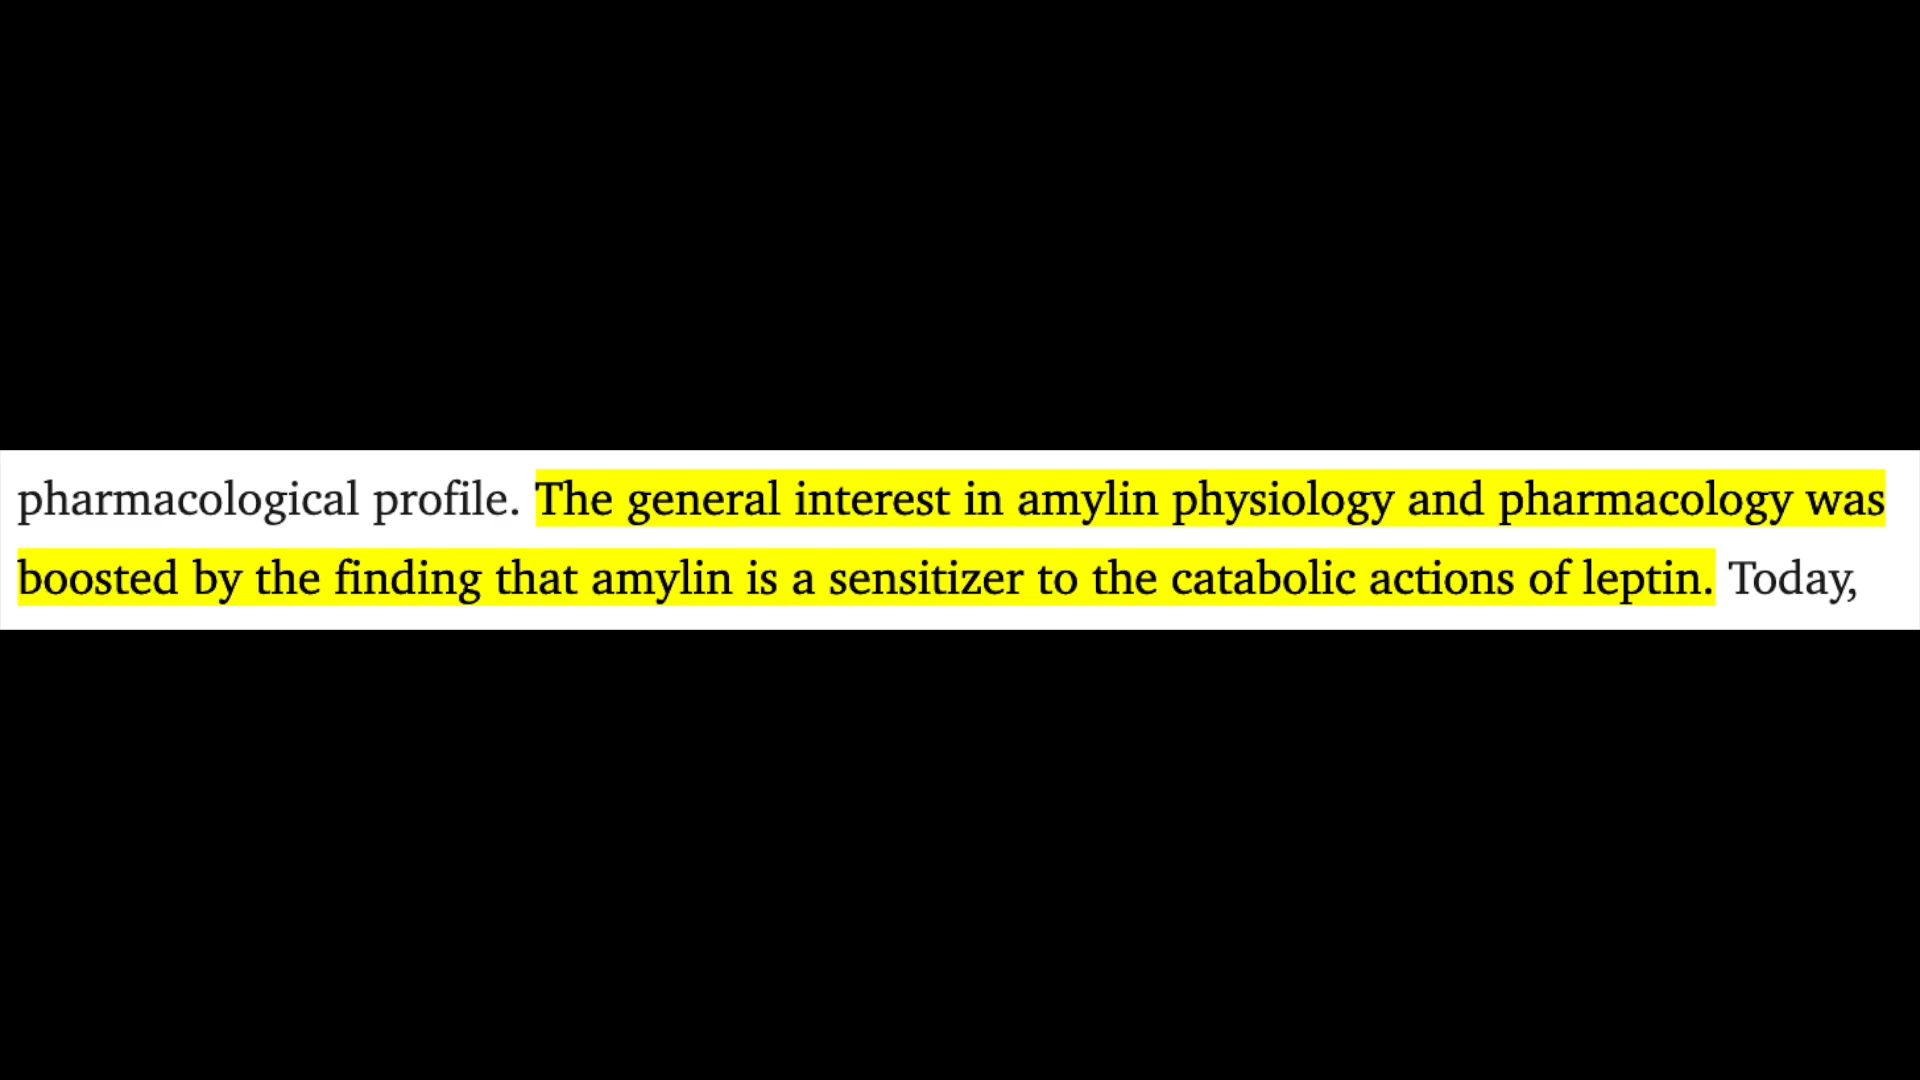 pharmacological profile. The general interest in amylin physiology and pharmacology was
boosted by the finding that amylin is a sensitizer to the catabolic actions of leptin. Today,